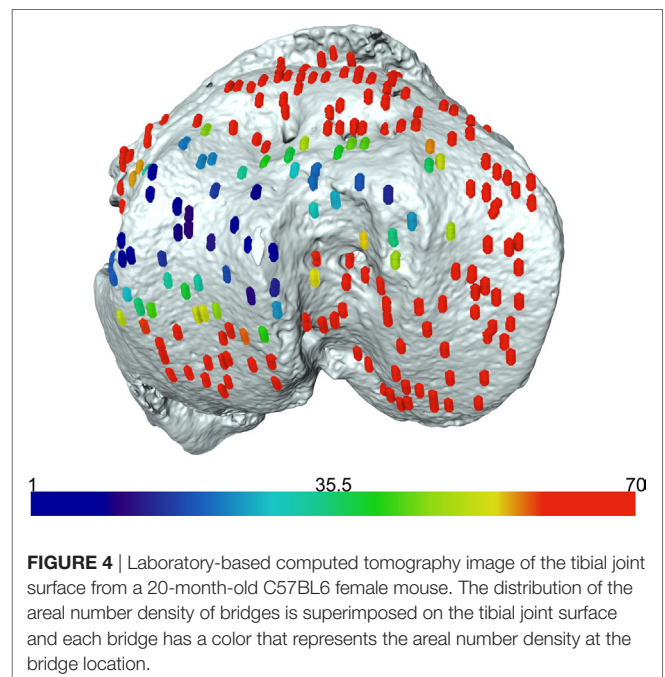 1 35.5 70
FIGURE 4 | Laboratory-based computed tomography image of the tibial joint
surface from a 20-month-old C57BL6 female mouse. The distribution of the
areal number density of bridges is superimposed on the tibial joint surface
and each bridge has a color that represents the areal number density at the
bridge location.